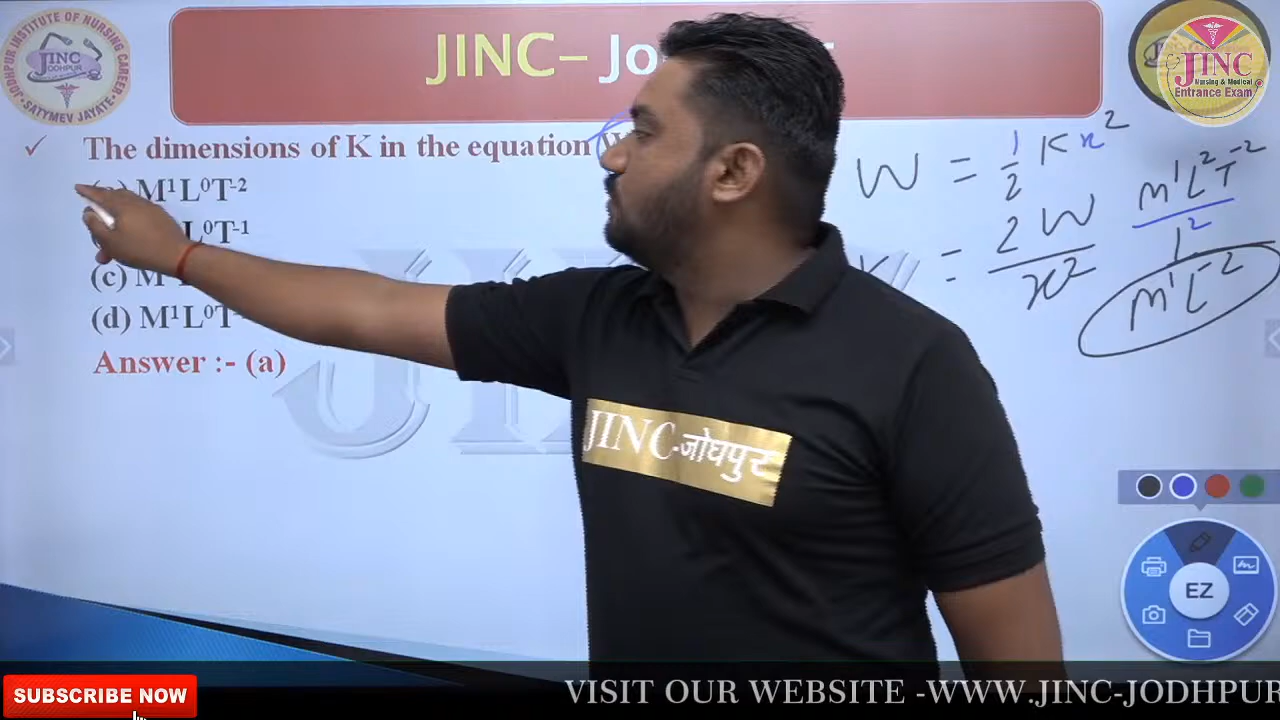 JODHPUR INSTITUTE OF NURSING CAREER
JINC
JODHPUR
SATYMEV JAYATE
JINC– Jo
JINC
Nursing & Medical
Entrance Exam
The dimensions of K in the equation W
M¹L⁰T⁻²
L⁰T⁻¹
(c) M
(d) M¹L⁰T
Answer :- (a)
W = 1/2 K x²
= 2W/x²
M¹L²T⁻²
L²
M¹L⁻²
JINC-जोधपुर
EZ
SUBSCRIBE NOW
VISIT OUR WEBSITE -WWW.JINC-JODHPUR